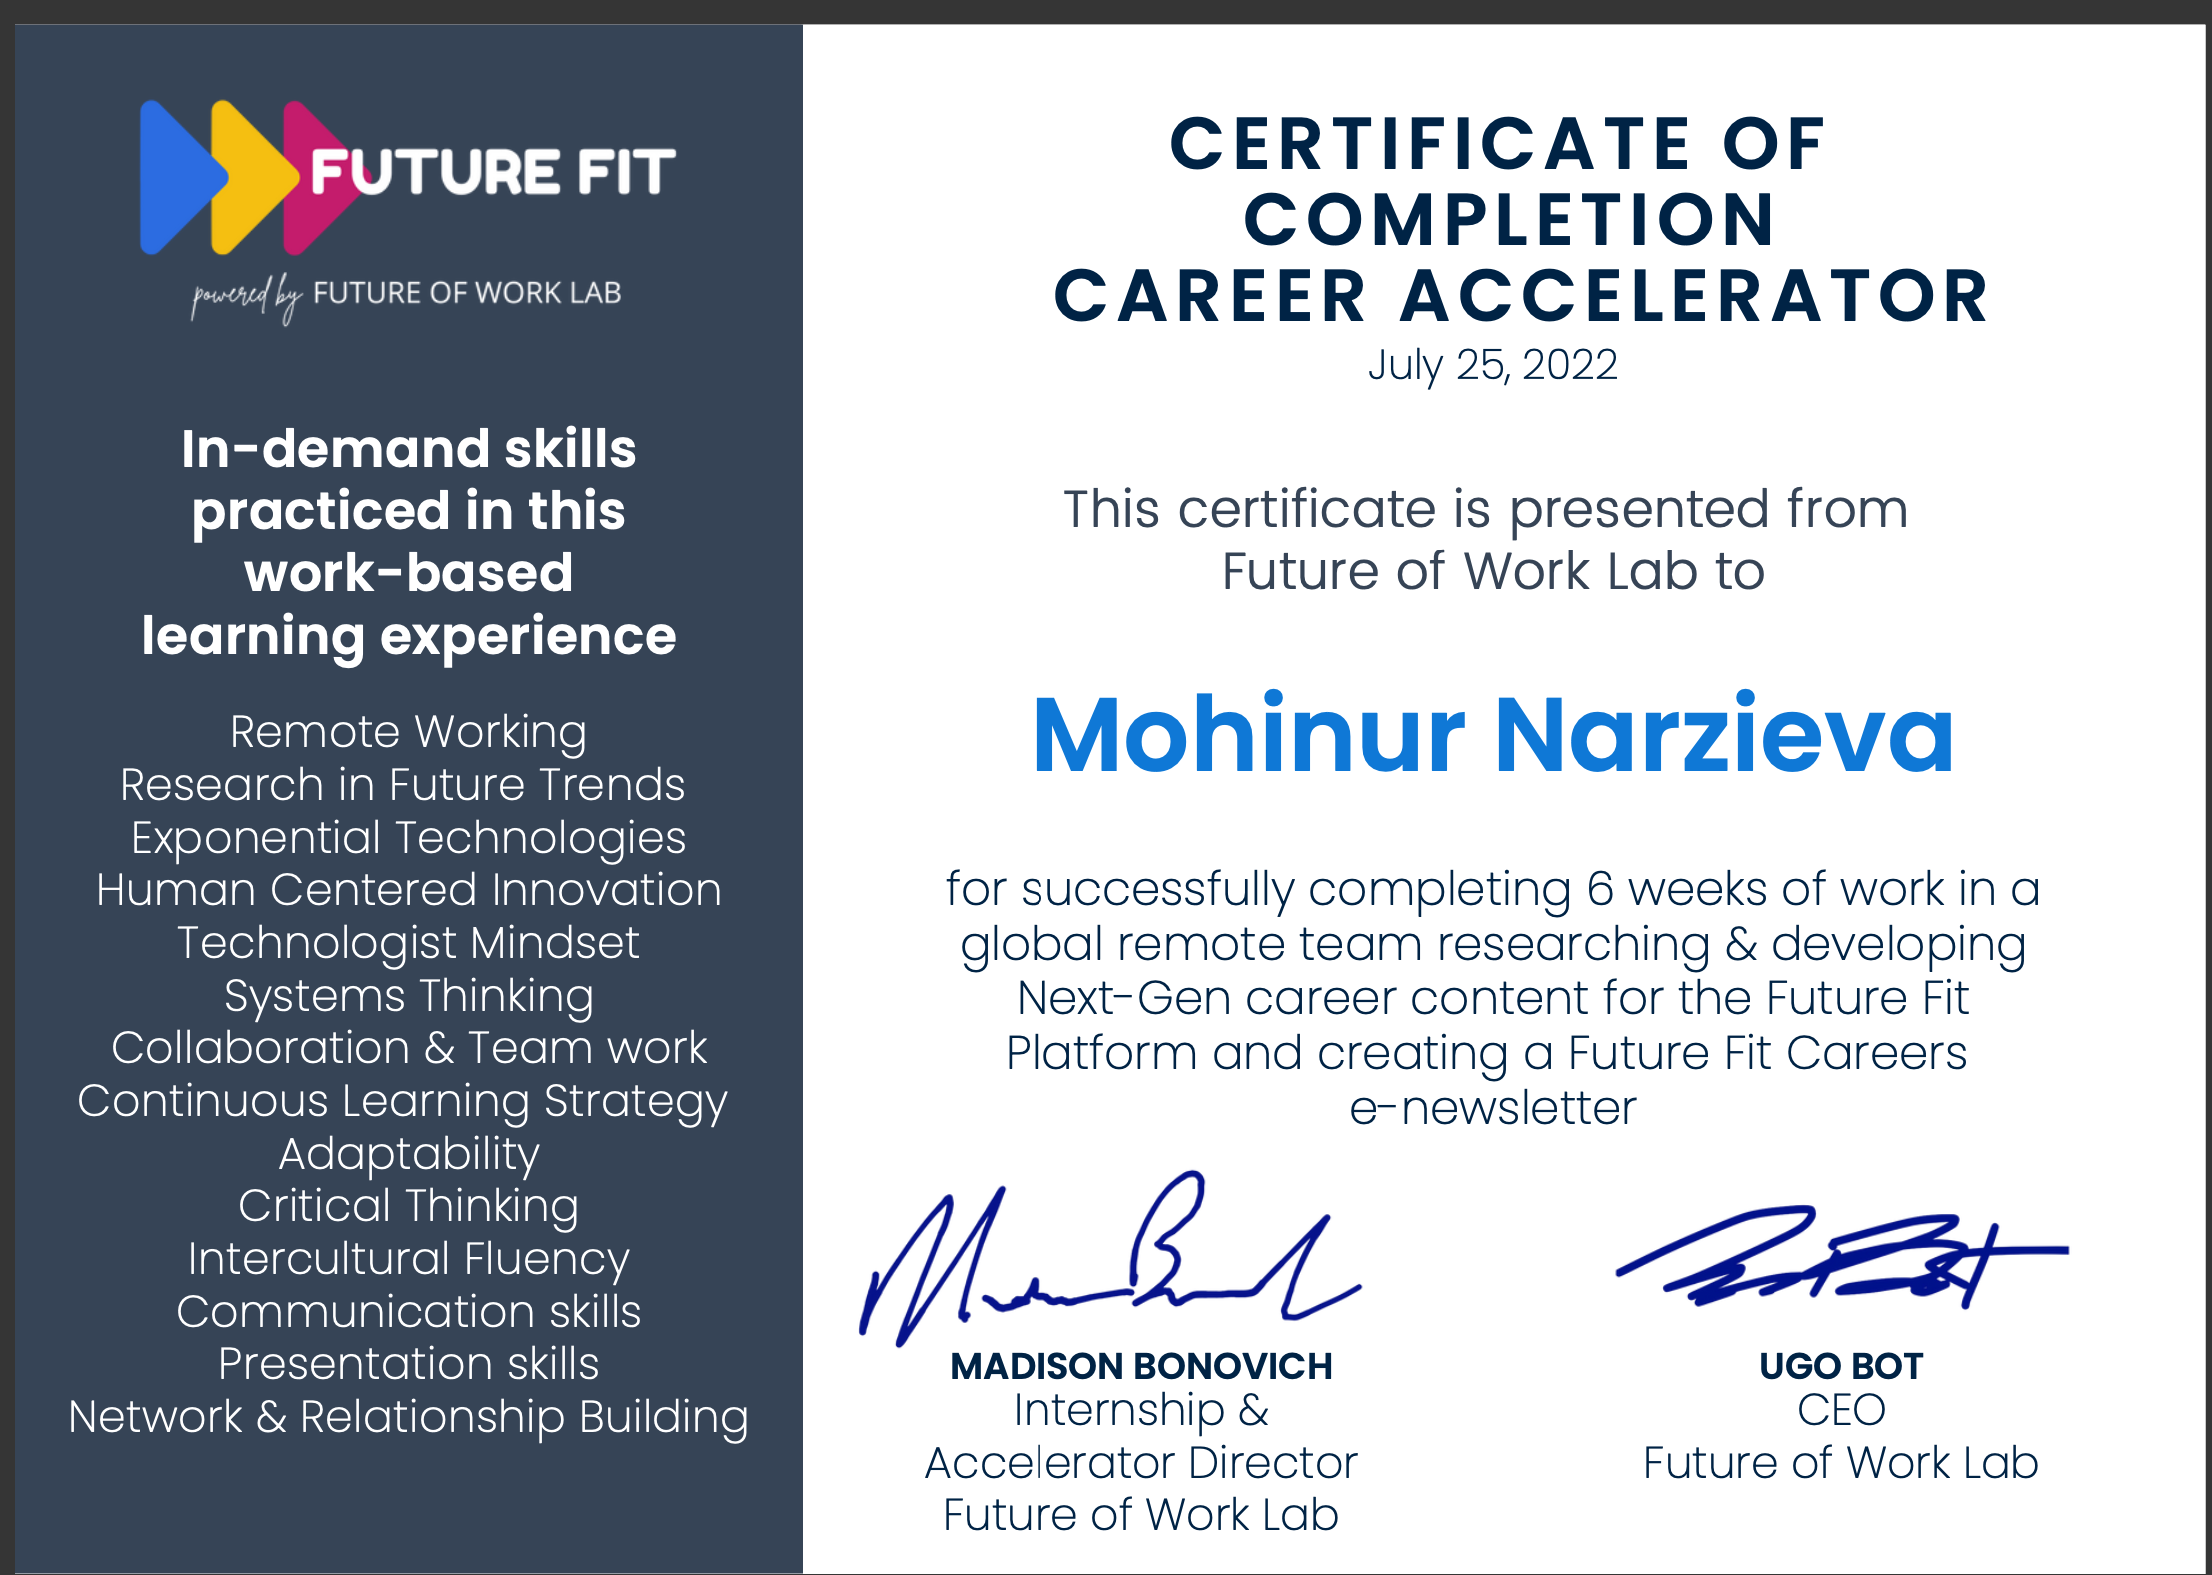 FUTURE FIT
powered by FUTURE OF WORK LAB
In-demand skills
practiced in this
work-based
learning experience
Remote Working
Research in Future Trends
Exponential Technologies
Human Centered Innovation
Technologist Mindset
Systems Thinking
Collaboration & Team work
Continuous Learning Strategy
Adaptability
Critical Thinking
Intercultural Fluency
Communication skills
Presentation skills
Network & Relationship Building
CERTIFICATE OF
COMPLETION
CAREER ACCELERATOR
July 25, 2022
This certificate is presented from
Future of Work Lab to
Mohinur Narzieva
for successfully completing 6 weeks of work in a
global remote team researching & developing
Next-Gen career content for the Future Fit
Platform and creating a Future Fit Careers
e-newsletter
MADISON BONOVICH
Internship &
Accelerator Director
Future of Work Lab
UGO BOT
CEO
Future of Work Lab